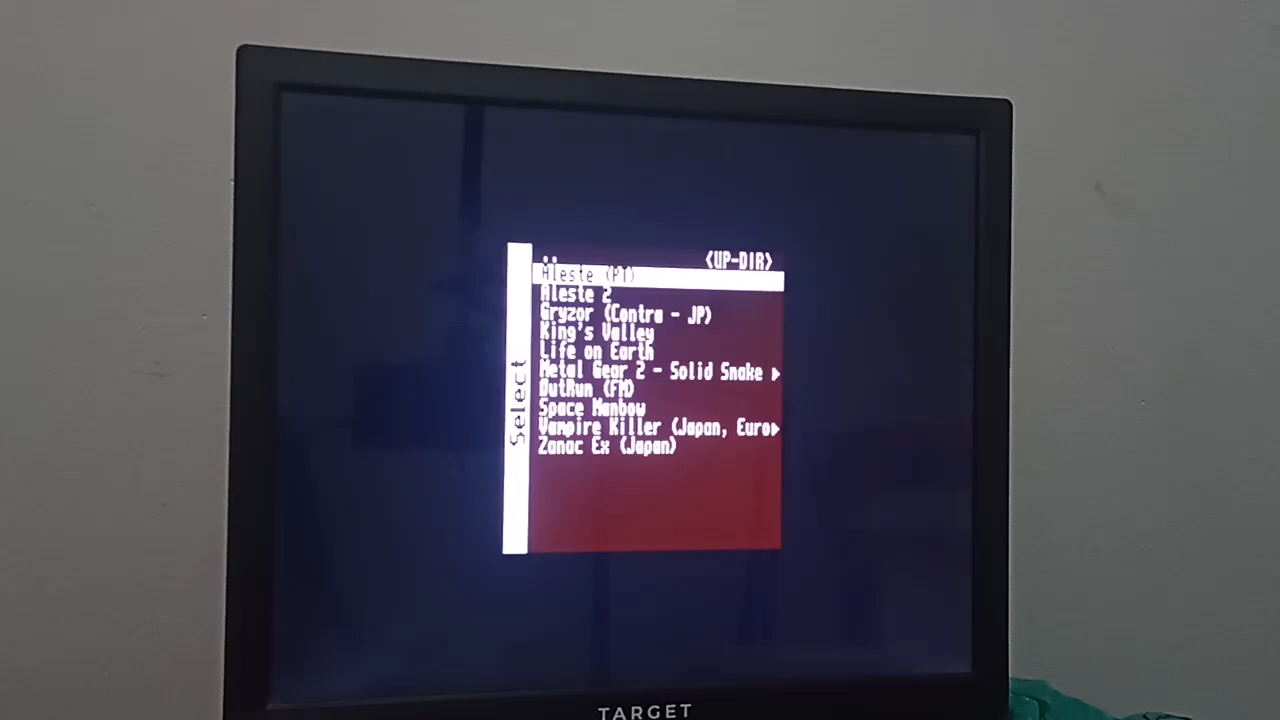 .. <UP-DIR>
Aleste (P1)
Aleste 2
Gryzor (Contra - JP)
King's Valley
Life on Earth
Metal Gear 2 - Solid Snake
OutRun (FM)
Space Manbow
Vampire Killer (Japan, Euro
Zanac Ex (Japan)
Select
TARGET